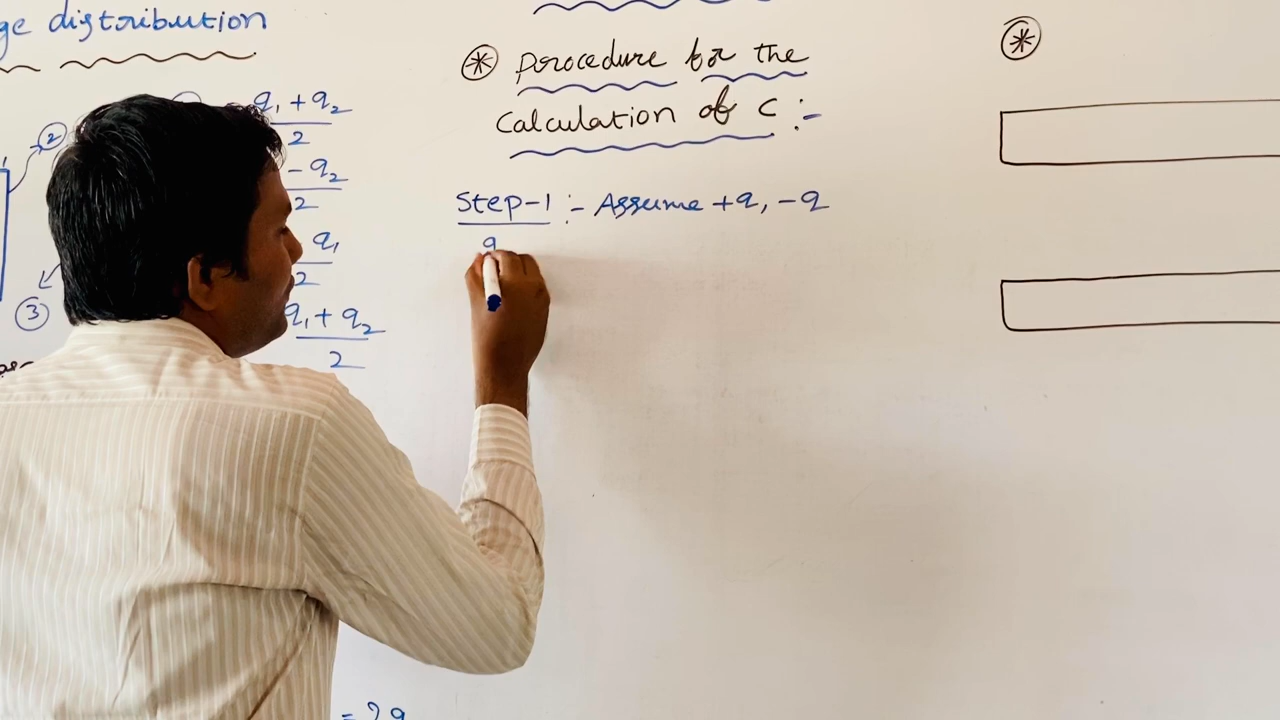 ge distribution
②
q₁ + q₂
2
- q₂
2
q₁
2
③
q₁ + q₂
2
= 2q
⊛ Procedure for the
Calculation of C :-
Step-1 :- Assume +q, -q
q
⊛